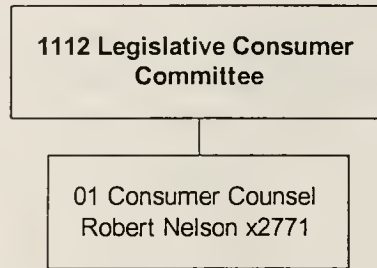 1112 Legislative Consumer
Committee
01 Consumer Counsel
Robert Nelson x2771